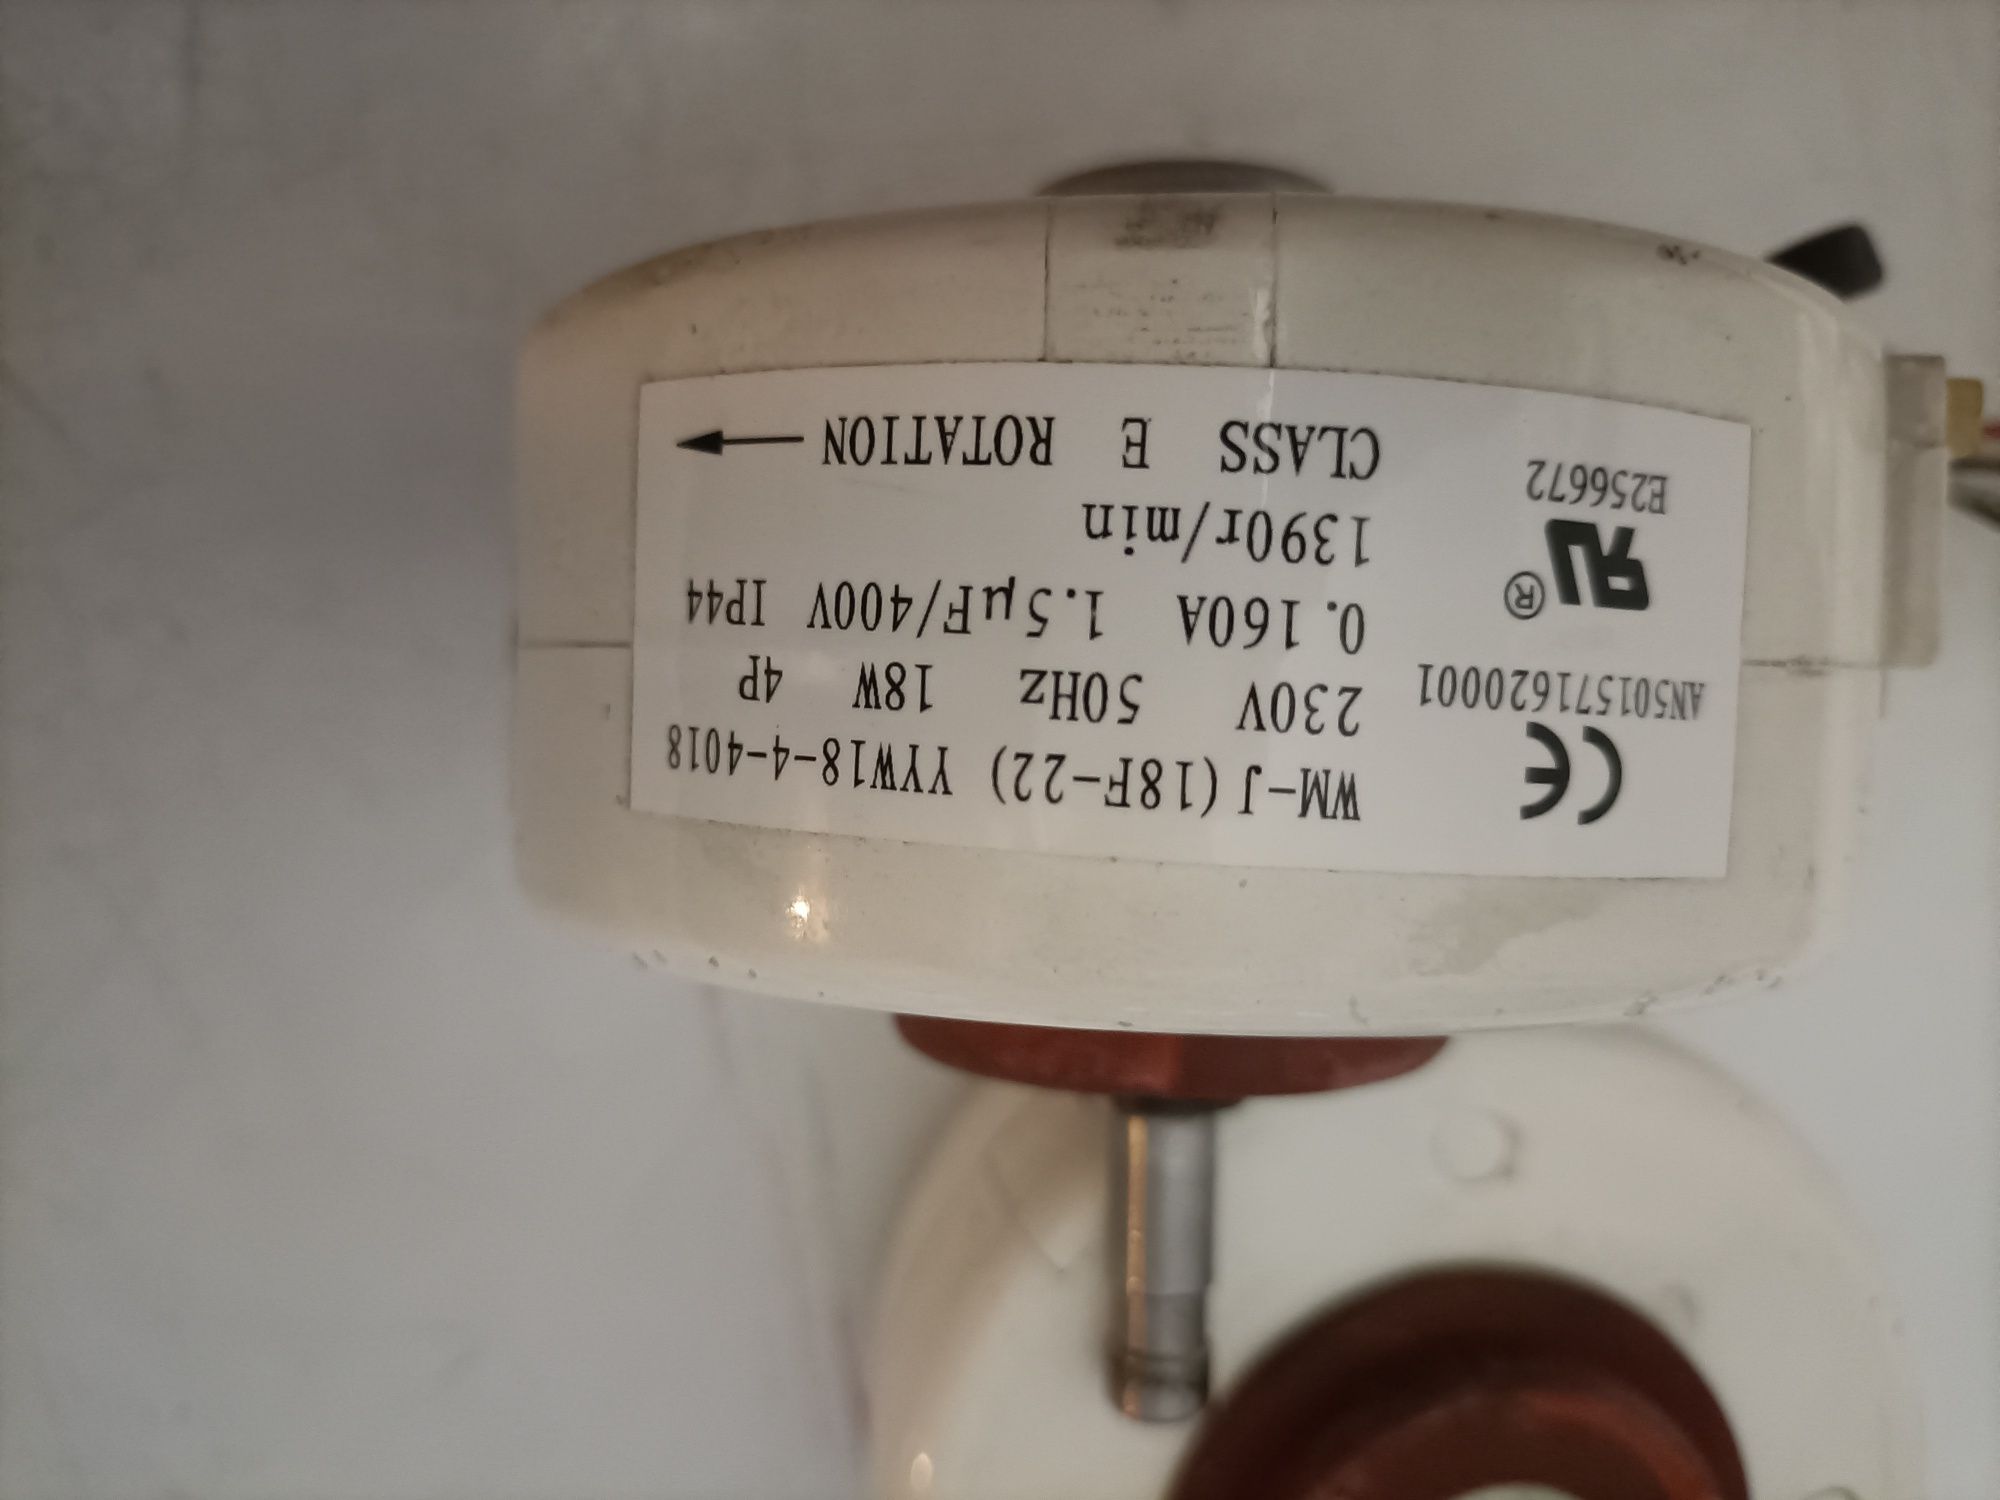 CE
AN501571620001
E256672
WM-J(18F-22) YYW18-4-4018
230V 50Hz 18W 4P
0.160A 1.5μF/400V IP44
1390r/min
CLASS E ROTATION